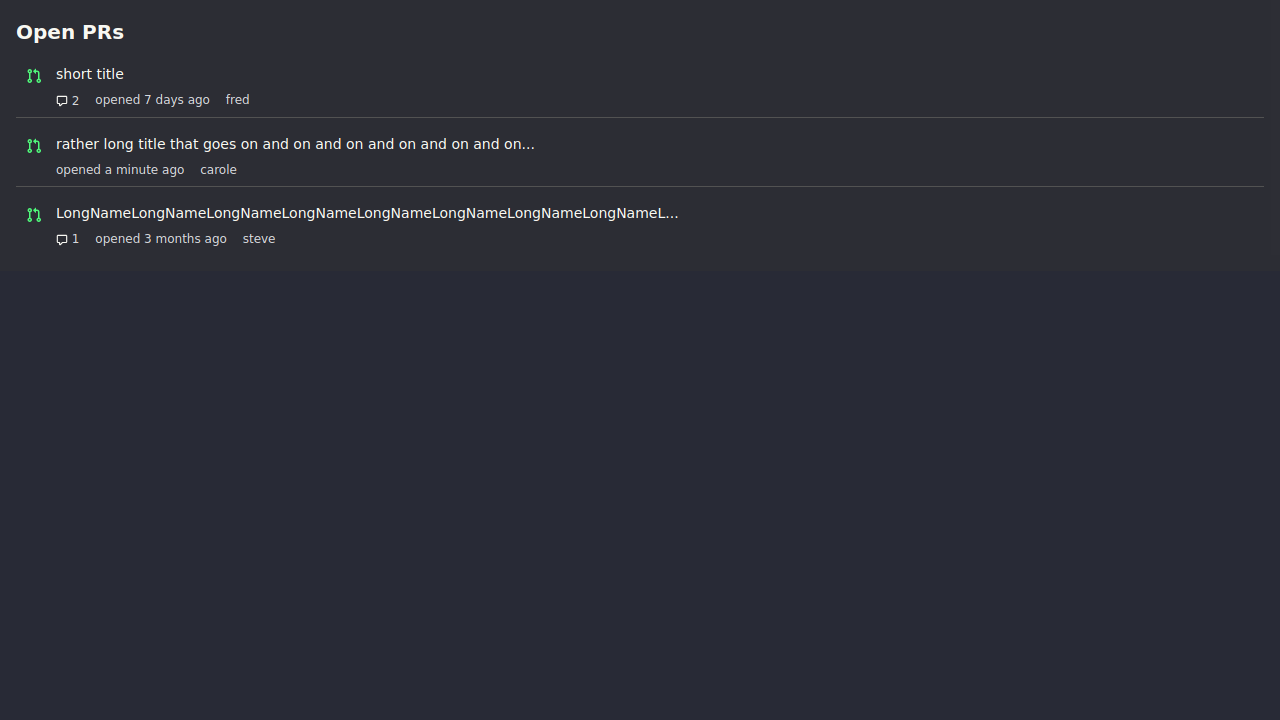 Open PRs
short title
2 opened 7 days ago fred
rather long title that goes on and on and on and on and on and on...
opened a minute ago carole
LongNameLongNameLongNameLongNameLongNameLongNameLongNameLongNameL...
1 opened 3 months ago steve